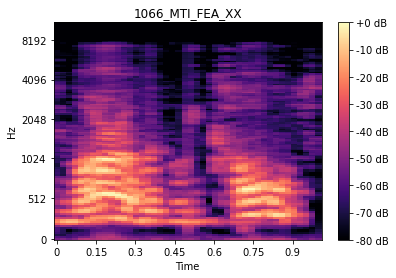 1066_MTI_FEA_XX
8192
4096
2048
1024
512
0
Hz
0 0.15 0.3 0.45 0.6 0.75 0.9
Time
+0 dB
-10 dB
-20 dB
-30 dB
-40 dB
-50 dB
-60 dB
-70 dB
-80 dB